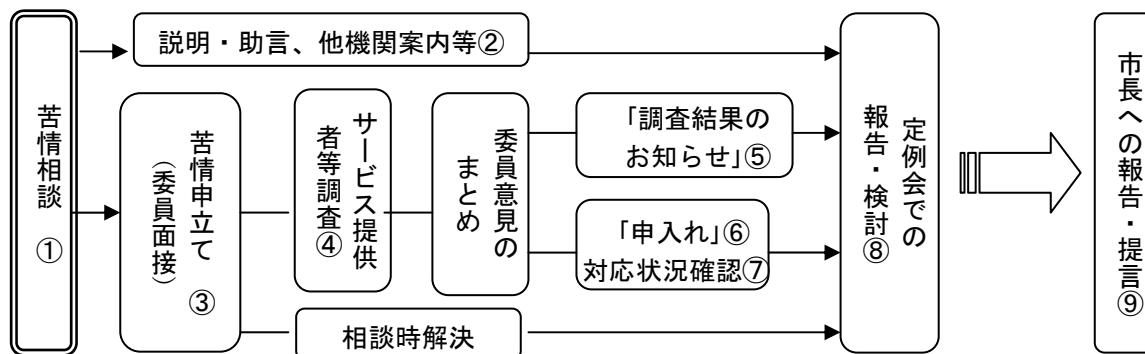 苦情相談 ①
説明・助言、他機関案内等②
苦情申立て
(委員面接) ③
サービス提供
者等調査④
委員意見の
まとめ
「調査結果の
お知らせ」⑤
「申入れ」⑥
対応状況確認⑦
相談時解決
定例会での
報告・検討⑧
市長への報告・提言⑨